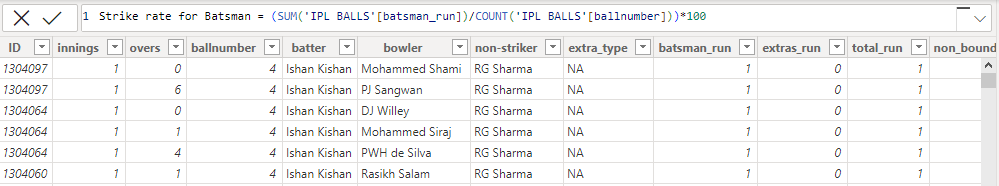 1 Strike rate for Batsman = (SUM('IPL BALLS'[batsman_run])/COUNT('IPL BALLS'[ballnumber]))*100
ID innings overs ballnumber batter bowler non-striker extra_type batsman_run extras_run total_run non_bound
1304097 1 0 4 Ishan Kishan Mohammed Shami RG Sharma NA 1 0 1
1304097 1 6 4 Ishan Kishan PJ Sangwan RG Sharma NA 1 0 1
1304064 1 0 4 Ishan Kishan DJ Willey RG Sharma NA 1 0 1
1304064 1 1 4 Ishan Kishan Mohammed Siraj RG Sharma NA 1 0 1
1304064 1 4 4 Ishan Kishan PWH de Silva RG Sharma NA 1 0 1
1304060 1 1 4 Ishan Kishan Rasikh Salam RG Sharma NA 1 0 1